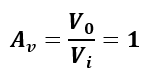 A_v = V_0 / V_i = 1